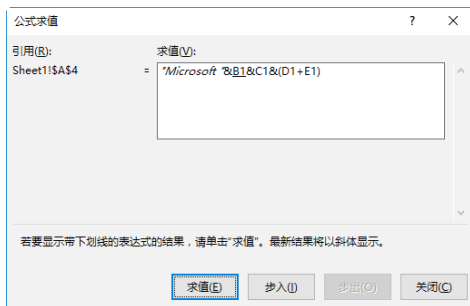 公式求值 ? ×
引用(R): 求值(V):
Sheet1!$A$4 = "Microsoft "&B1&C1&(D1+E1)
若要显示带下划线的表达式的结果，请单击"求值"。最新结果将以斜体显示。
求值(E) 步入(I) 步出(O) 关闭(C)